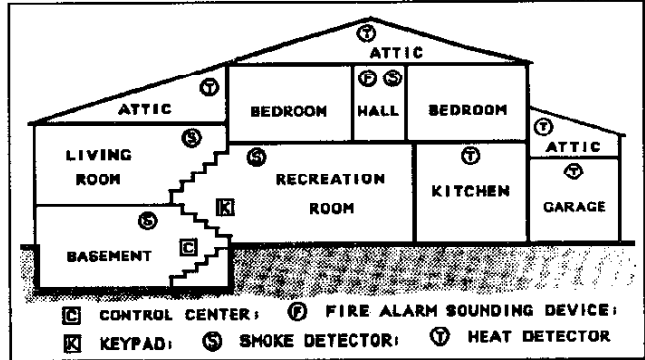 T
ATTIC
T
ATTIC
F S
BEDROOM HALL BEDROOM
T
ATTIC
S
LIVING ROOM
S
RECREATION ROOM
T
KITCHEN
T
GARAGE
K
S
BASEMENT
C
C CONTROL CENTER; F FIRE ALARM SOUNDING DEVICE;
K KEYPAD; S SMOKE DETECTOR; T HEAT DETECTOR